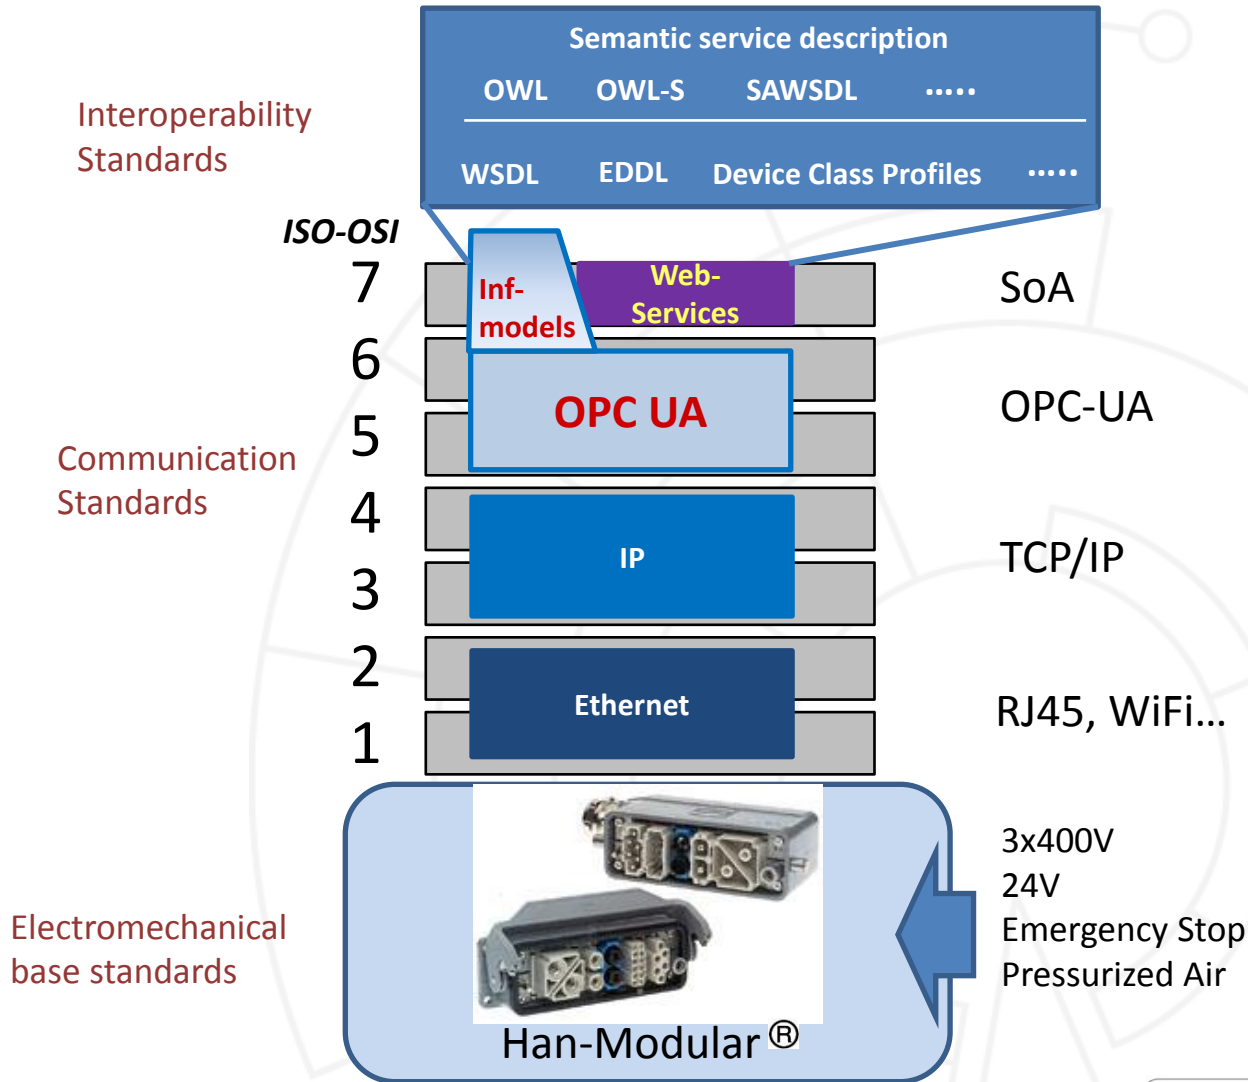 Semantic service description
OWL OWL-S SAWSDL .....
WSDL EDDL Device Class Profiles .....
Interoperability
Standards
ISO-OSI
7
Inf-
models
Web-
Services
SoA
6
OPC UA
OPC-UA
5
Communication
Standards
4
IP
TCP/IP
3
2
Ethernet
RJ45, WiFi...
1
3x400V
24V
Emergency Stop
Pressurized Air
Electromechanical
base standards
Han-Modular ®